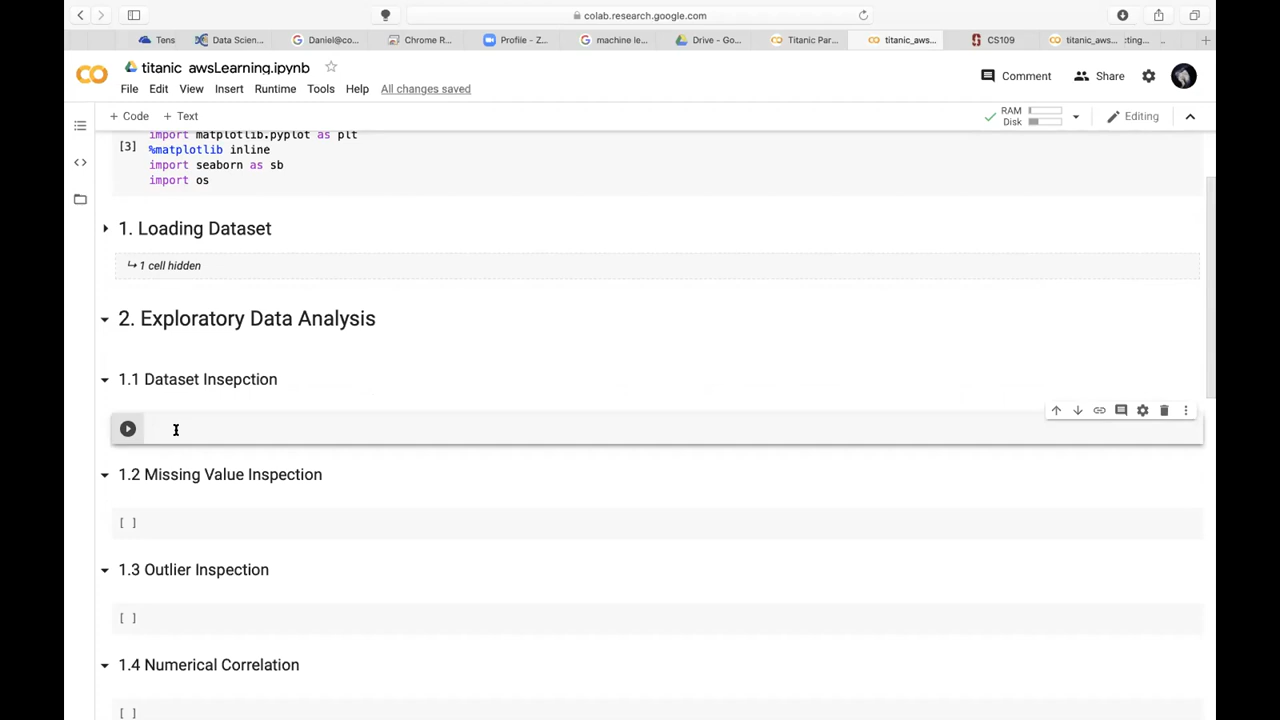 colab.research.google.com
Tens
Data Scien...
Daniel@co...
Chrome R...
Profile - Z...
machine le...
Drive - Go...
Titanic Par...
titanic_aws...
CS109
titanic_aws... :ting...
titanic_awsLearning.ipynb
File Edit View Insert Runtime Tools Help All changes saved
Comment
Share
+ Code + Text
RAM
Disk
Editing
import matplotlib.pyplot as plt
[3]
%matplotlib inline
import seaborn as sb
import os
1. Loading Dataset
1 cell hidden
2. Exploratory Data Analysis
1.1 Dataset Insepction
1.2 Missing Value Inspection
[ ]
1.3 Outlier Inspection
[ ]
1.4 Numerical Correlation
[ ]